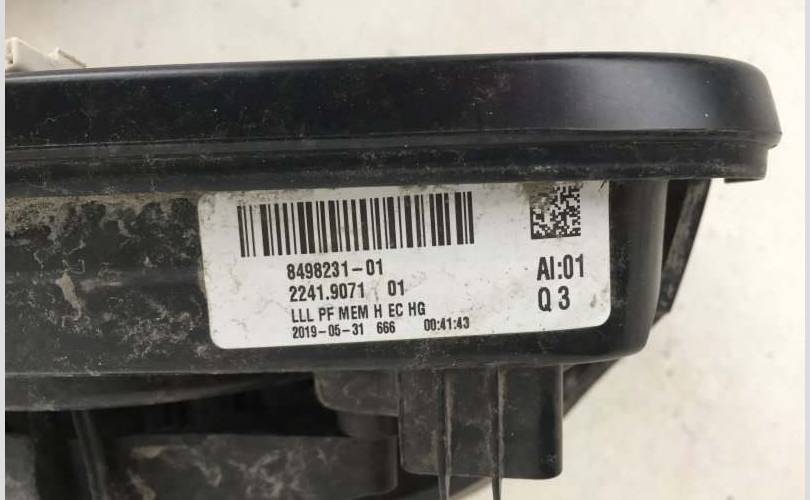 8498231-01
2241.9071 01
LLL PF MEM H EC HG
2019-05-31 666 00:41:43
AI:01
Q 3